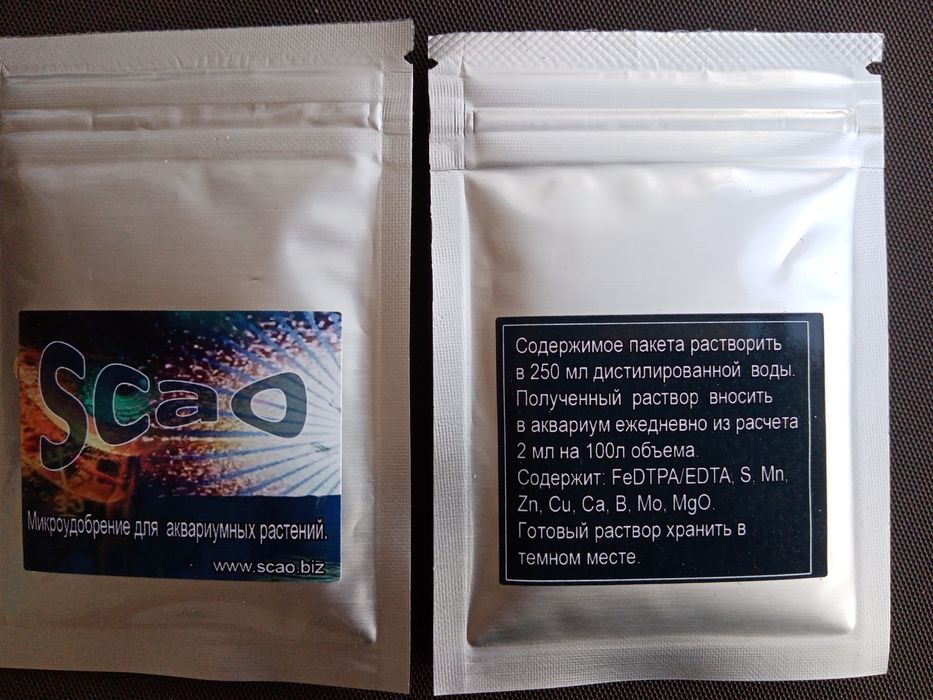 Scao
Микроудобрение для аквариумных растений.
www.scao.biz
Содержимое пакета растворить
в 250 мл дистилированной воды.
Полученный раствор вносить
в аквариум ежедневно из расчета
2 мл на 100л объема.
Содержит: FeDTPA/EDTA, S. Mn,
Zn, Cu, Ca, B, Mo, MgO.
Готовый раствор хранить в
темном месте.